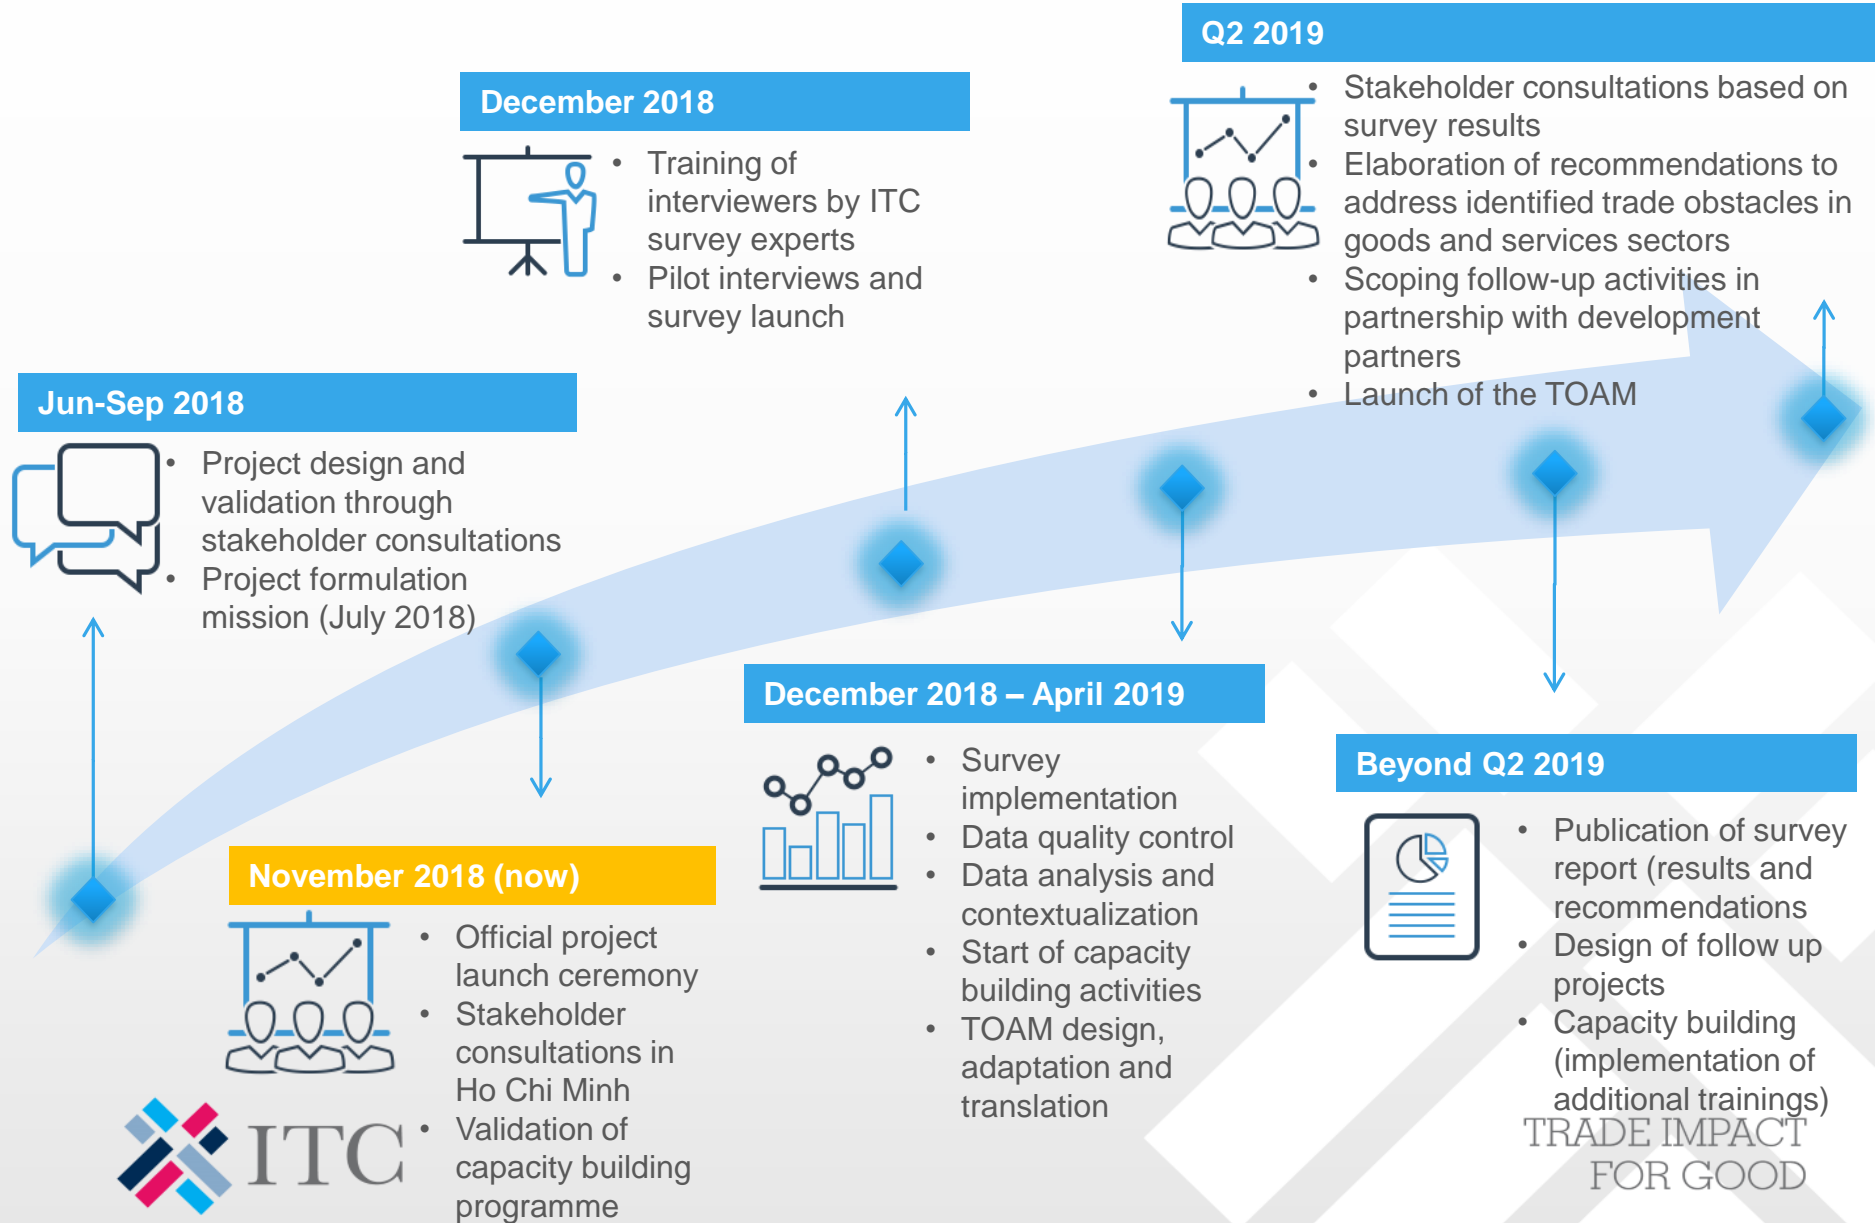 Jun-Sep 2018
• Project design and
validation through
stakeholder consultations
• Project formulation
mission (July 2018)
November 2018 (now)
• Official project
launch ceremony
• Stakeholder
consultations in
Ho Chi Minh
• Validation of
capacity building
programme
December 2018
• Training of
interviewers by ITC
survey experts
• Pilot interviews and
survey launch
December 2018 – April 2019
• Survey
implementation
• Data quality control
• Data analysis and
contextualization
• Start of capacity
building activities
• TOAM design,
adaptation and
translation
Q2 2019
• Stakeholder consultations based on
survey results
• Elaboration of recommendations to
address identified trade obstacles in
goods and services sectors
• Scoping follow-up activities in
partnership with development
partners
• Launch of the TOAM
Beyond Q2 2019
• Publication of survey
report (results and
recommendations
• Design of follow up
projects
• Capacity building
(implementation of
additional trainings)
ITC
TRADE IMPACT
FOR GOOD